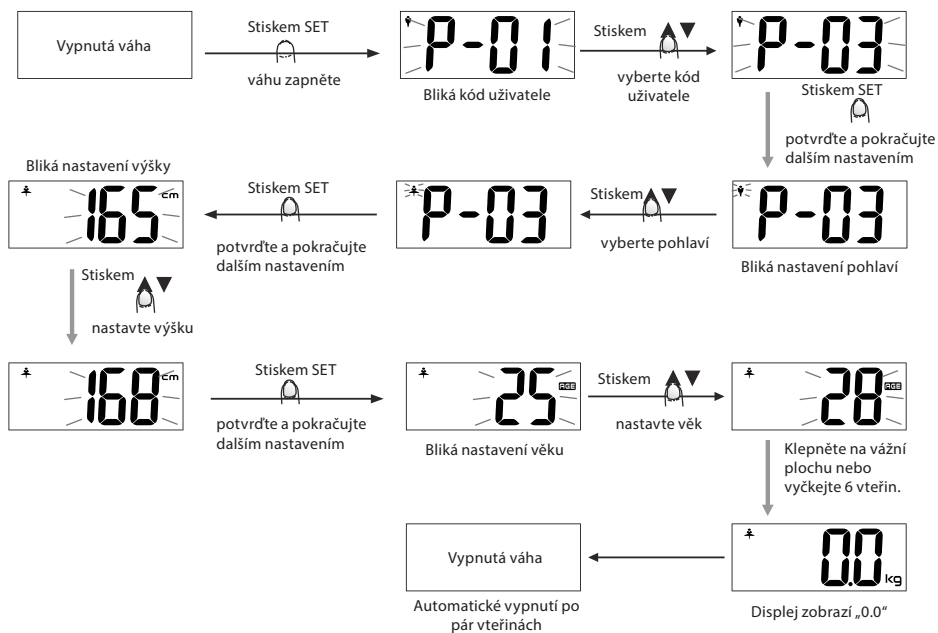 Vypnutá váha
Stiskem SET
váhu zapněte
P-01
Bliká kód uživatele
Stiskem
vyberte kód
uživatele
P-03
Stiskem SET
potvrďte a pokračujte
dalším nastavením
P-03
Bliká nastavení pohlaví
Stiskem
vyberte pohlaví
P-03
Stiskem SET
potvrďte a pokračujte
dalším nastavením
Bliká nastavení výšky
165 cm
Stiskem
nastavte výšku
168 cm
Stiskem SET
potvrďte a pokračujte
dalším nastavením
25 AGE
Bliká nastavení věku
Stiskem
nastavte věk
28 AGE
Klepněte na vážní
plochu nebo
vyčkejte 6 vteřin.
0.0 kg
Displej zobrazí „0.0“
Vypnutá váha
Automatické vypnutí po
pár vteřinách